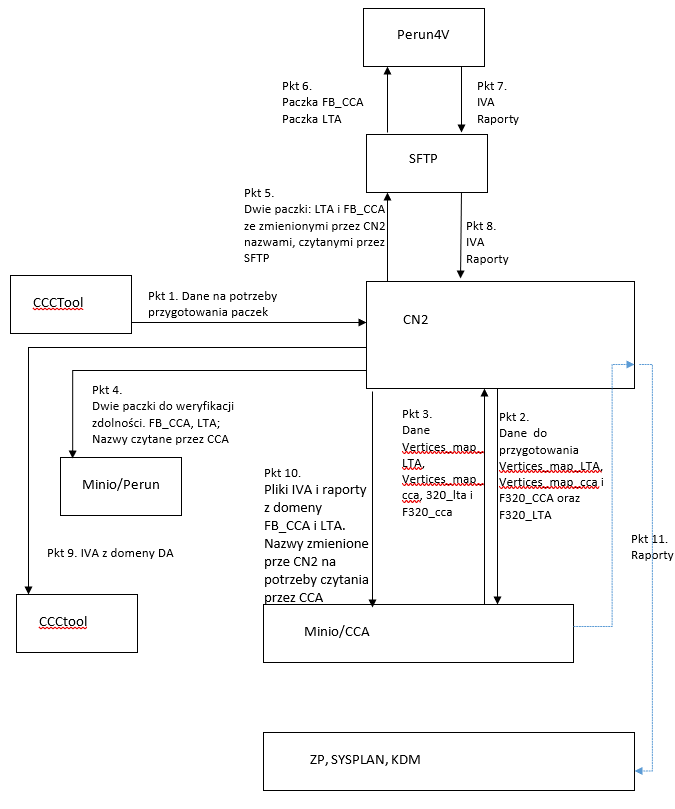 Perun4V
Pkt 6.
Paczka FB_CCA
Paczka LTA
Pkt 7.
IVA
Raporty
SFTP
Pkt 5.
Dwie paczki: LTA i FB_CCA
ze zmienionymi przez CN2
nazwami, czytanymi przez
SFTP
Pkt 8.
IVA
Raporty
CCCTool
Pkt 1. Dane na potrzeby
przygotowania paczek
CN2
Pkt 4.
Dwie paczki do weryfikacji
zdolności. FB_CCA, LTA;
Nazwy czytane przez CCA
Minio/Perun
Pkt 3.
Dane
Vertices_map_
LTA,
Vertices_map_
cca, 320_lta i
F320_cca
Pkt 2.
Dane do
przygotowania
Vertices_map_LTA,
Vertices_map_cca i
F320_CCA oraz
F320_LTA
Pkt 10.
Pliki IVA i raporty
z domeny
FB_CCA i LTA.
Nazwy zmienione
prze CN2 na
potrzeby czytania
przez CCA
Pkt 11.
Raporty
Pkt 9. IVA z domeny DA
CCCtool
Minio/CCA
ZP, SYSPLAN, KDM